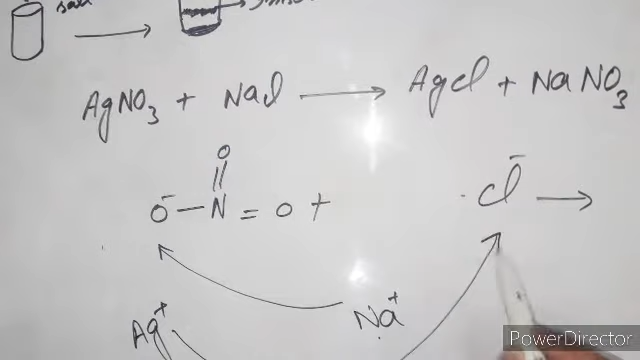 AgNO3 + NaCl → AgCl + NaNO3
O
||
O⁻ — N = O + Cl⁻ →
Ag⁺ Na⁺
PowerDirector